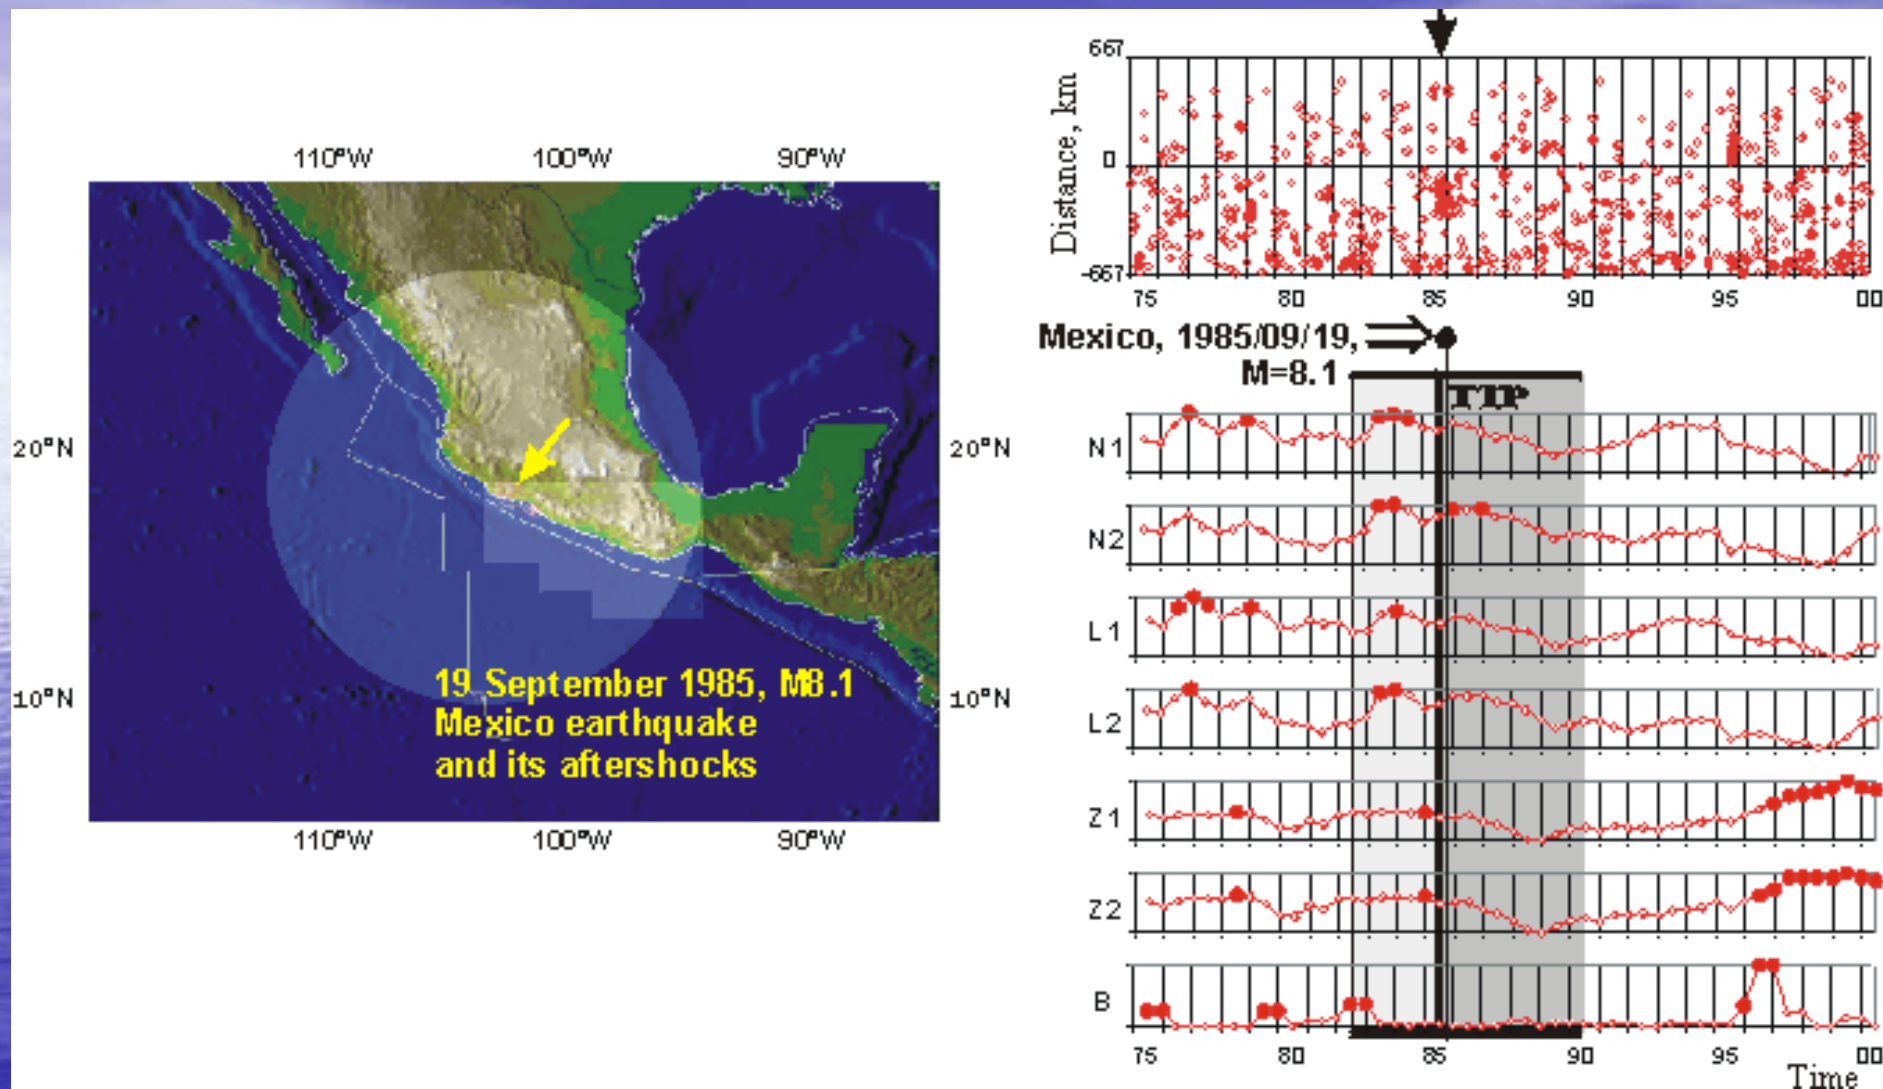 110°W 100°W 90°W
20°N 20°N
10°N 10°N
19 September 1985, M8.1
Mexico earthquake
and its aftershocks
110°W 100°W 90°W
667
0
-667
Distance, km
75 80 85 90 95 00
Mexico, 1985/09/19,
M=8.1
TIP
N1
N2
L1
L2
Z1
Z2
B
75 80 85 90 95 00
Time